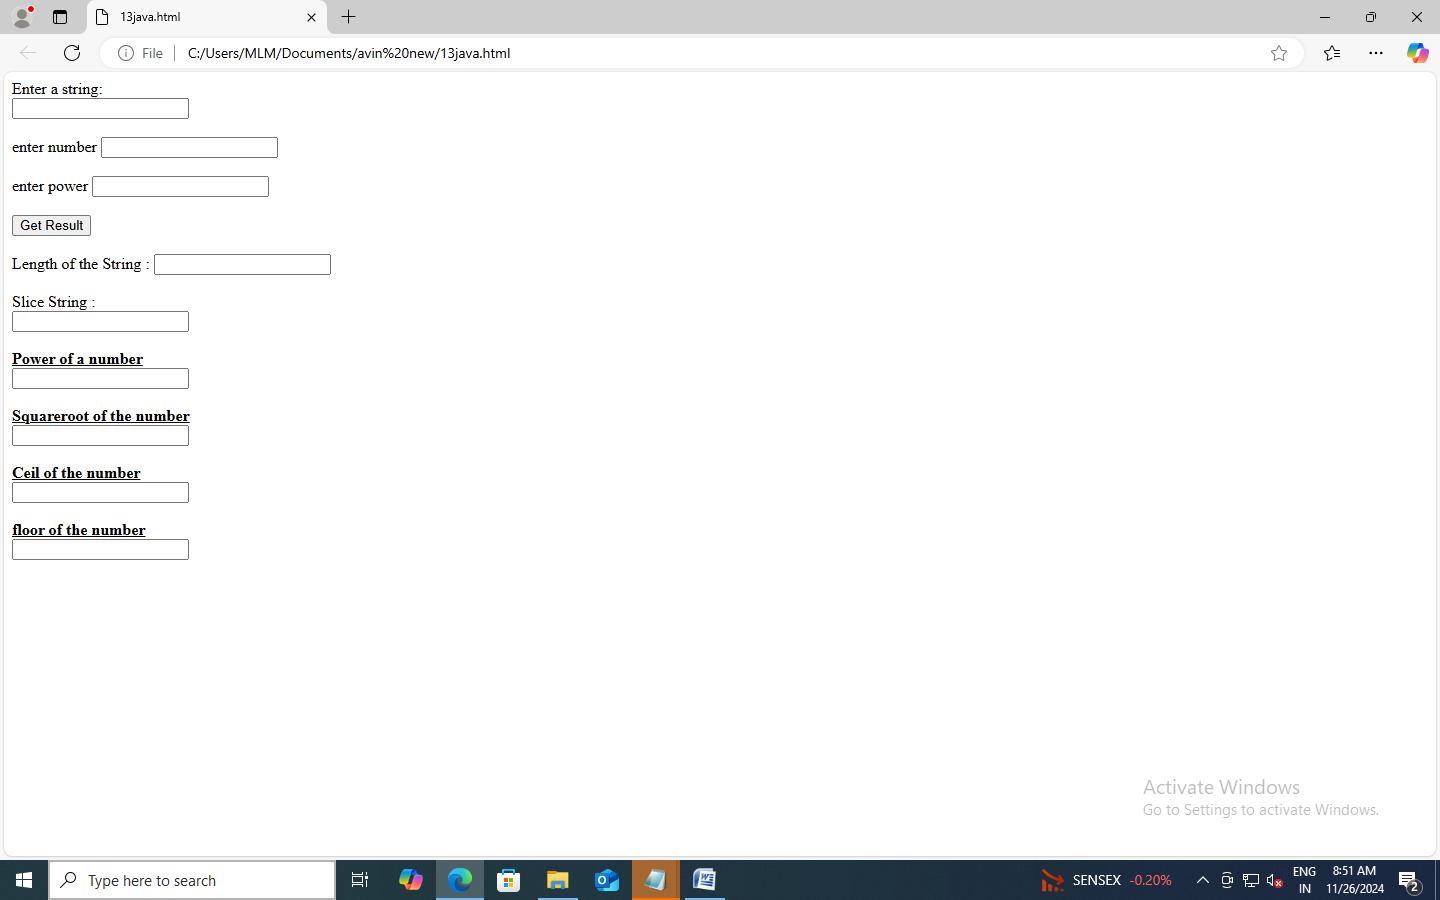 13java.html
File C:/Users/MLM/Documents/avin%20new/13java.html
Enter a string:
enter number
enter power
Get Result
Length of the String :
Slice String :
Power of a number
Squareroot of the number
Ceil of the number
floor of the number
Activate Windows
Go to Settings to activate Windows.
Type here to search
SENSEX -0.20%
ENG
IN
8:51 AM
11/26/2024
2